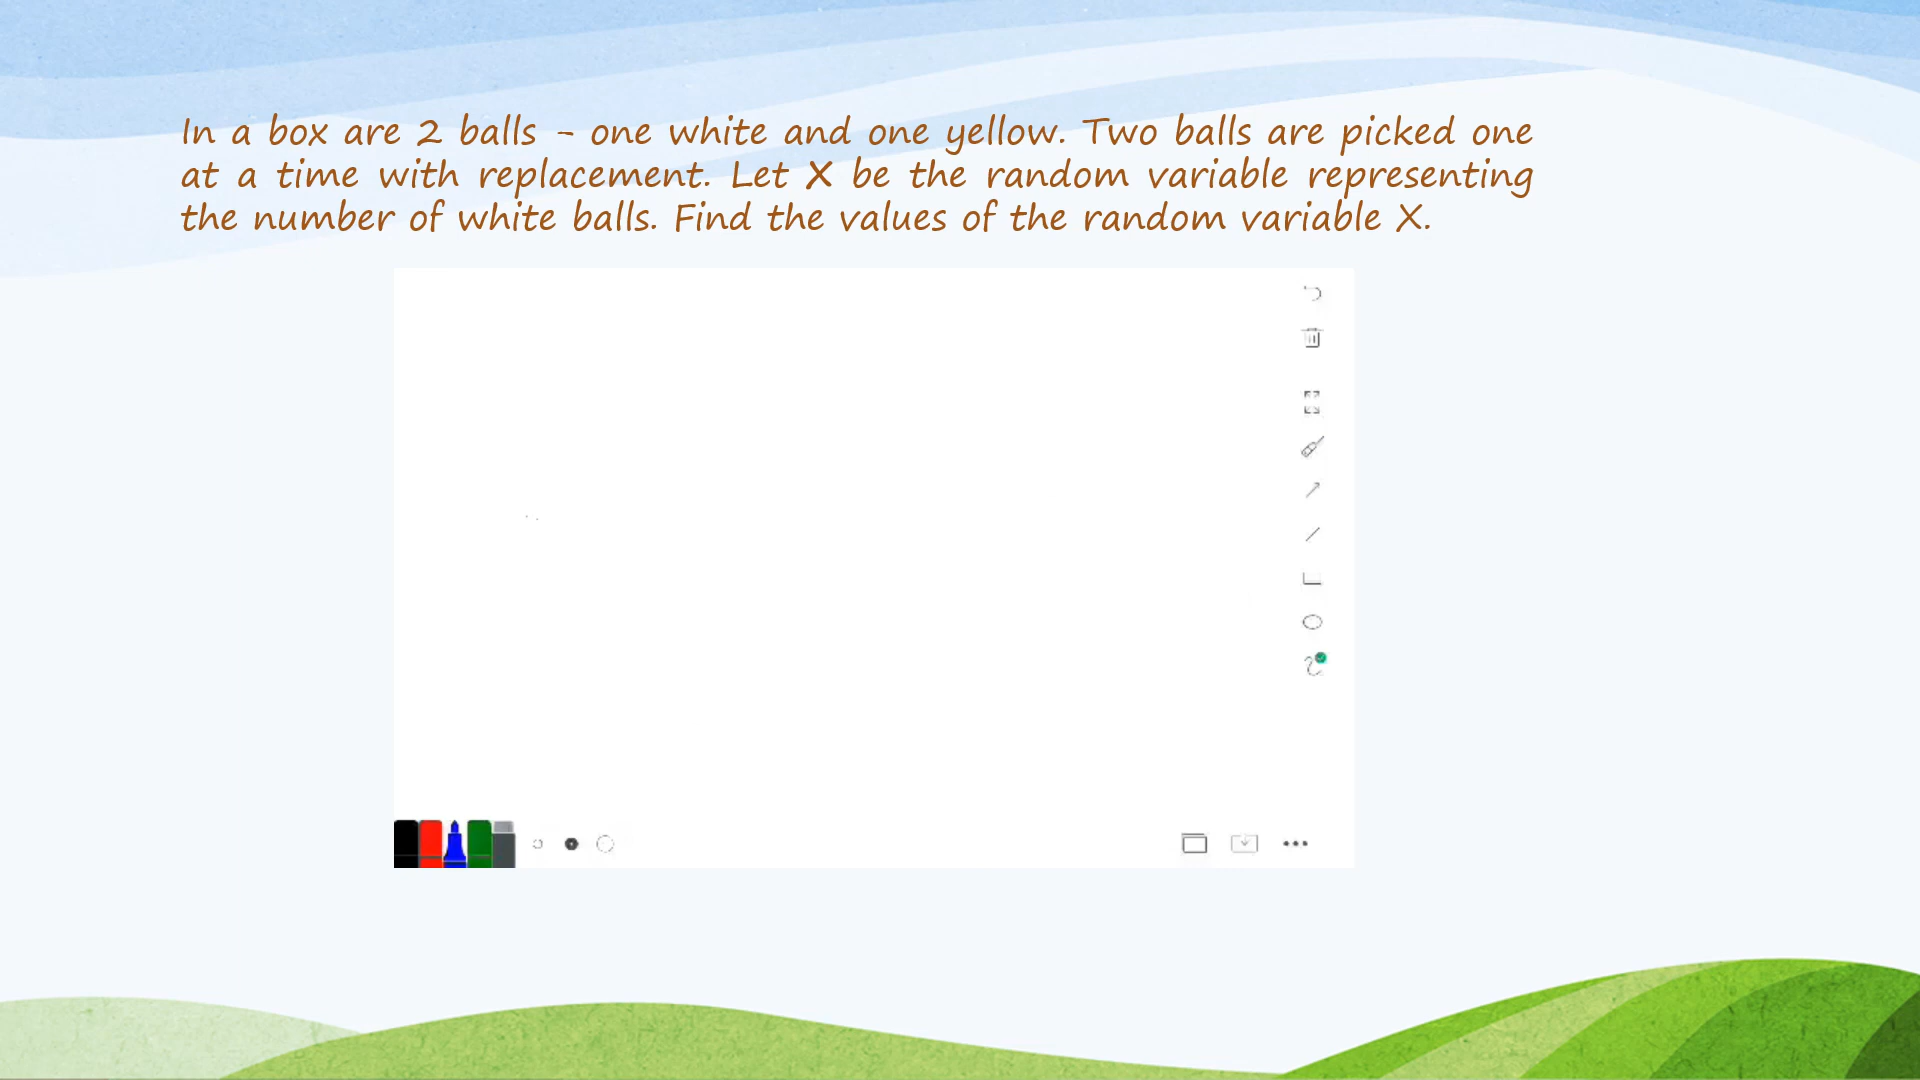 In a box are 2 balls - one white and one yellow. Two balls are picked one
at a time with replacement. Let X be the random variable representing
the number of white balls. Find the values of the random variable X.